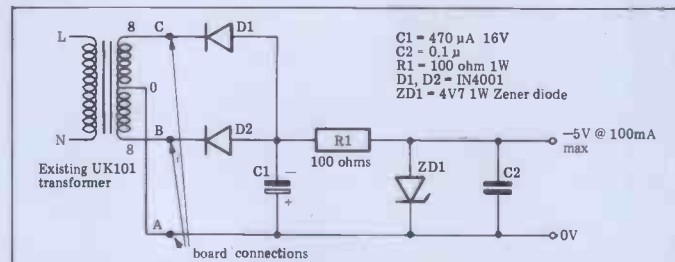 8 C D1
L
C1 = 470 µA 16V
C2 = 0.1 µ
R1 = 100 ohm 1W
D1, D2 = IN4001
ZD1 = 4V7 1W Zener diode
0
B D2
N
8
R1
−5V @ 100mA
max
100 ohms
Existing UK101
transformer
C1 −
+
ZD1
C2
A
0V
board connections